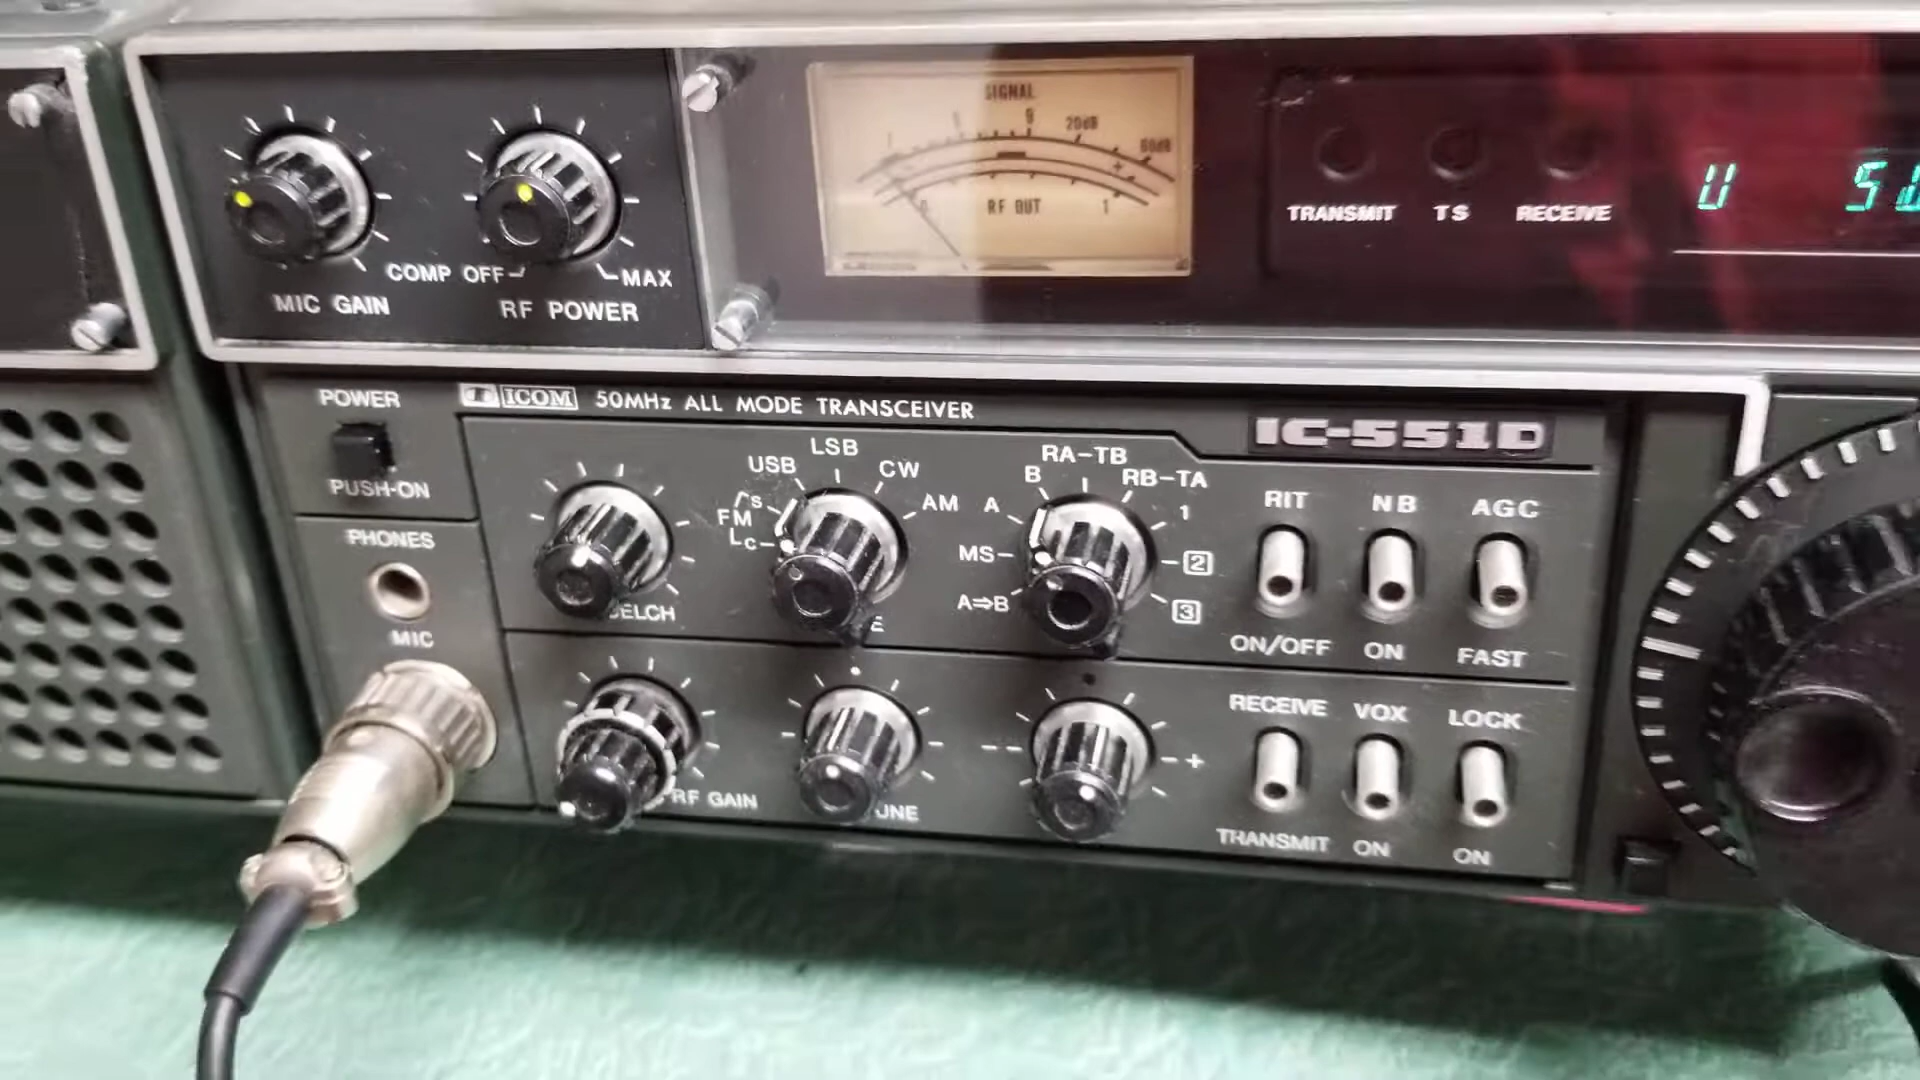 SIGNAL
1 5 9 20dB 60dB
0 RF OUT 1
TRANSMIT TS RECEIVE
U 5
COMP OFF
MAX
MIC GAIN
RF POWER
POWER
PUSH-ON
ICOM 50MHz ALL MODE TRANSCEIVER
IC-551D
PHONES
MIC
ELCH
S
FM
C
USB
LSB
CW
AM
E
A⇒B
MS
A
B
RA-TB
RB-TA
1
2
3
RIT NB AGC
ON/OFF ON FAST
RF GAIN
UNE
-
+
RECEIVE VOX LOCK
TRANSMIT ON ON